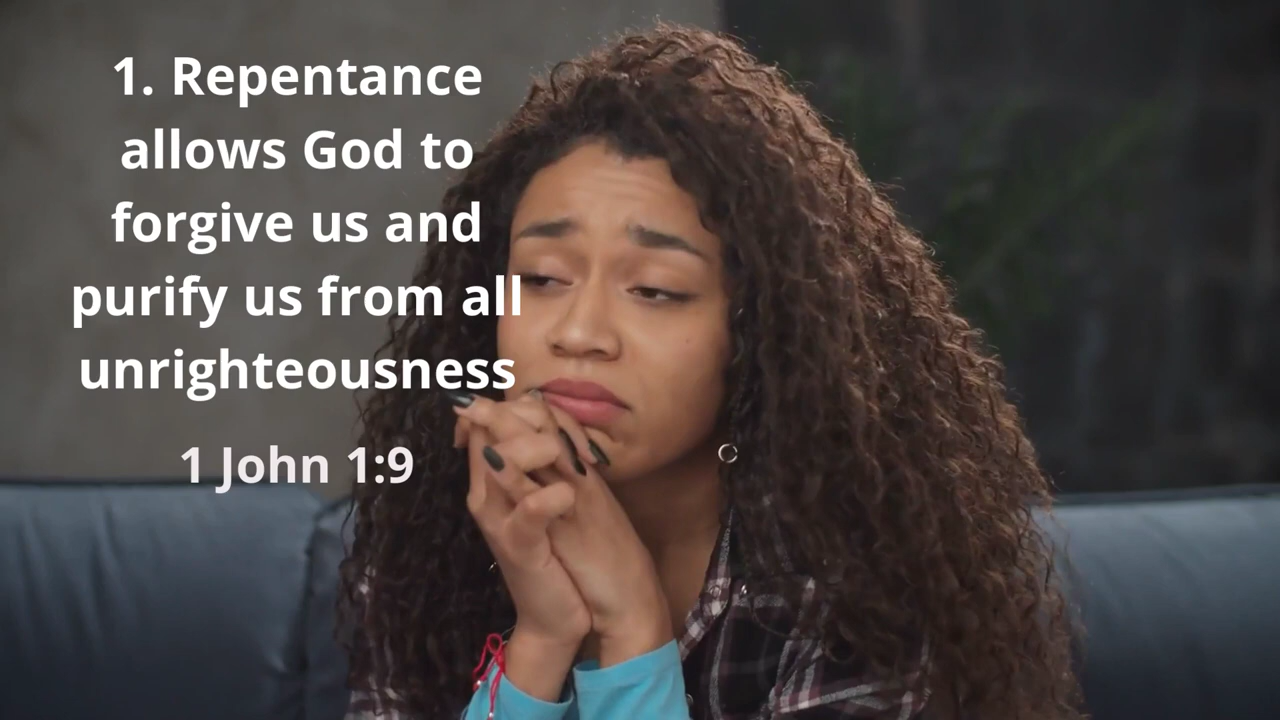 1. Repentance
allows God to
forgive us and
purify us from all
unrighteousness
1 John 1:9